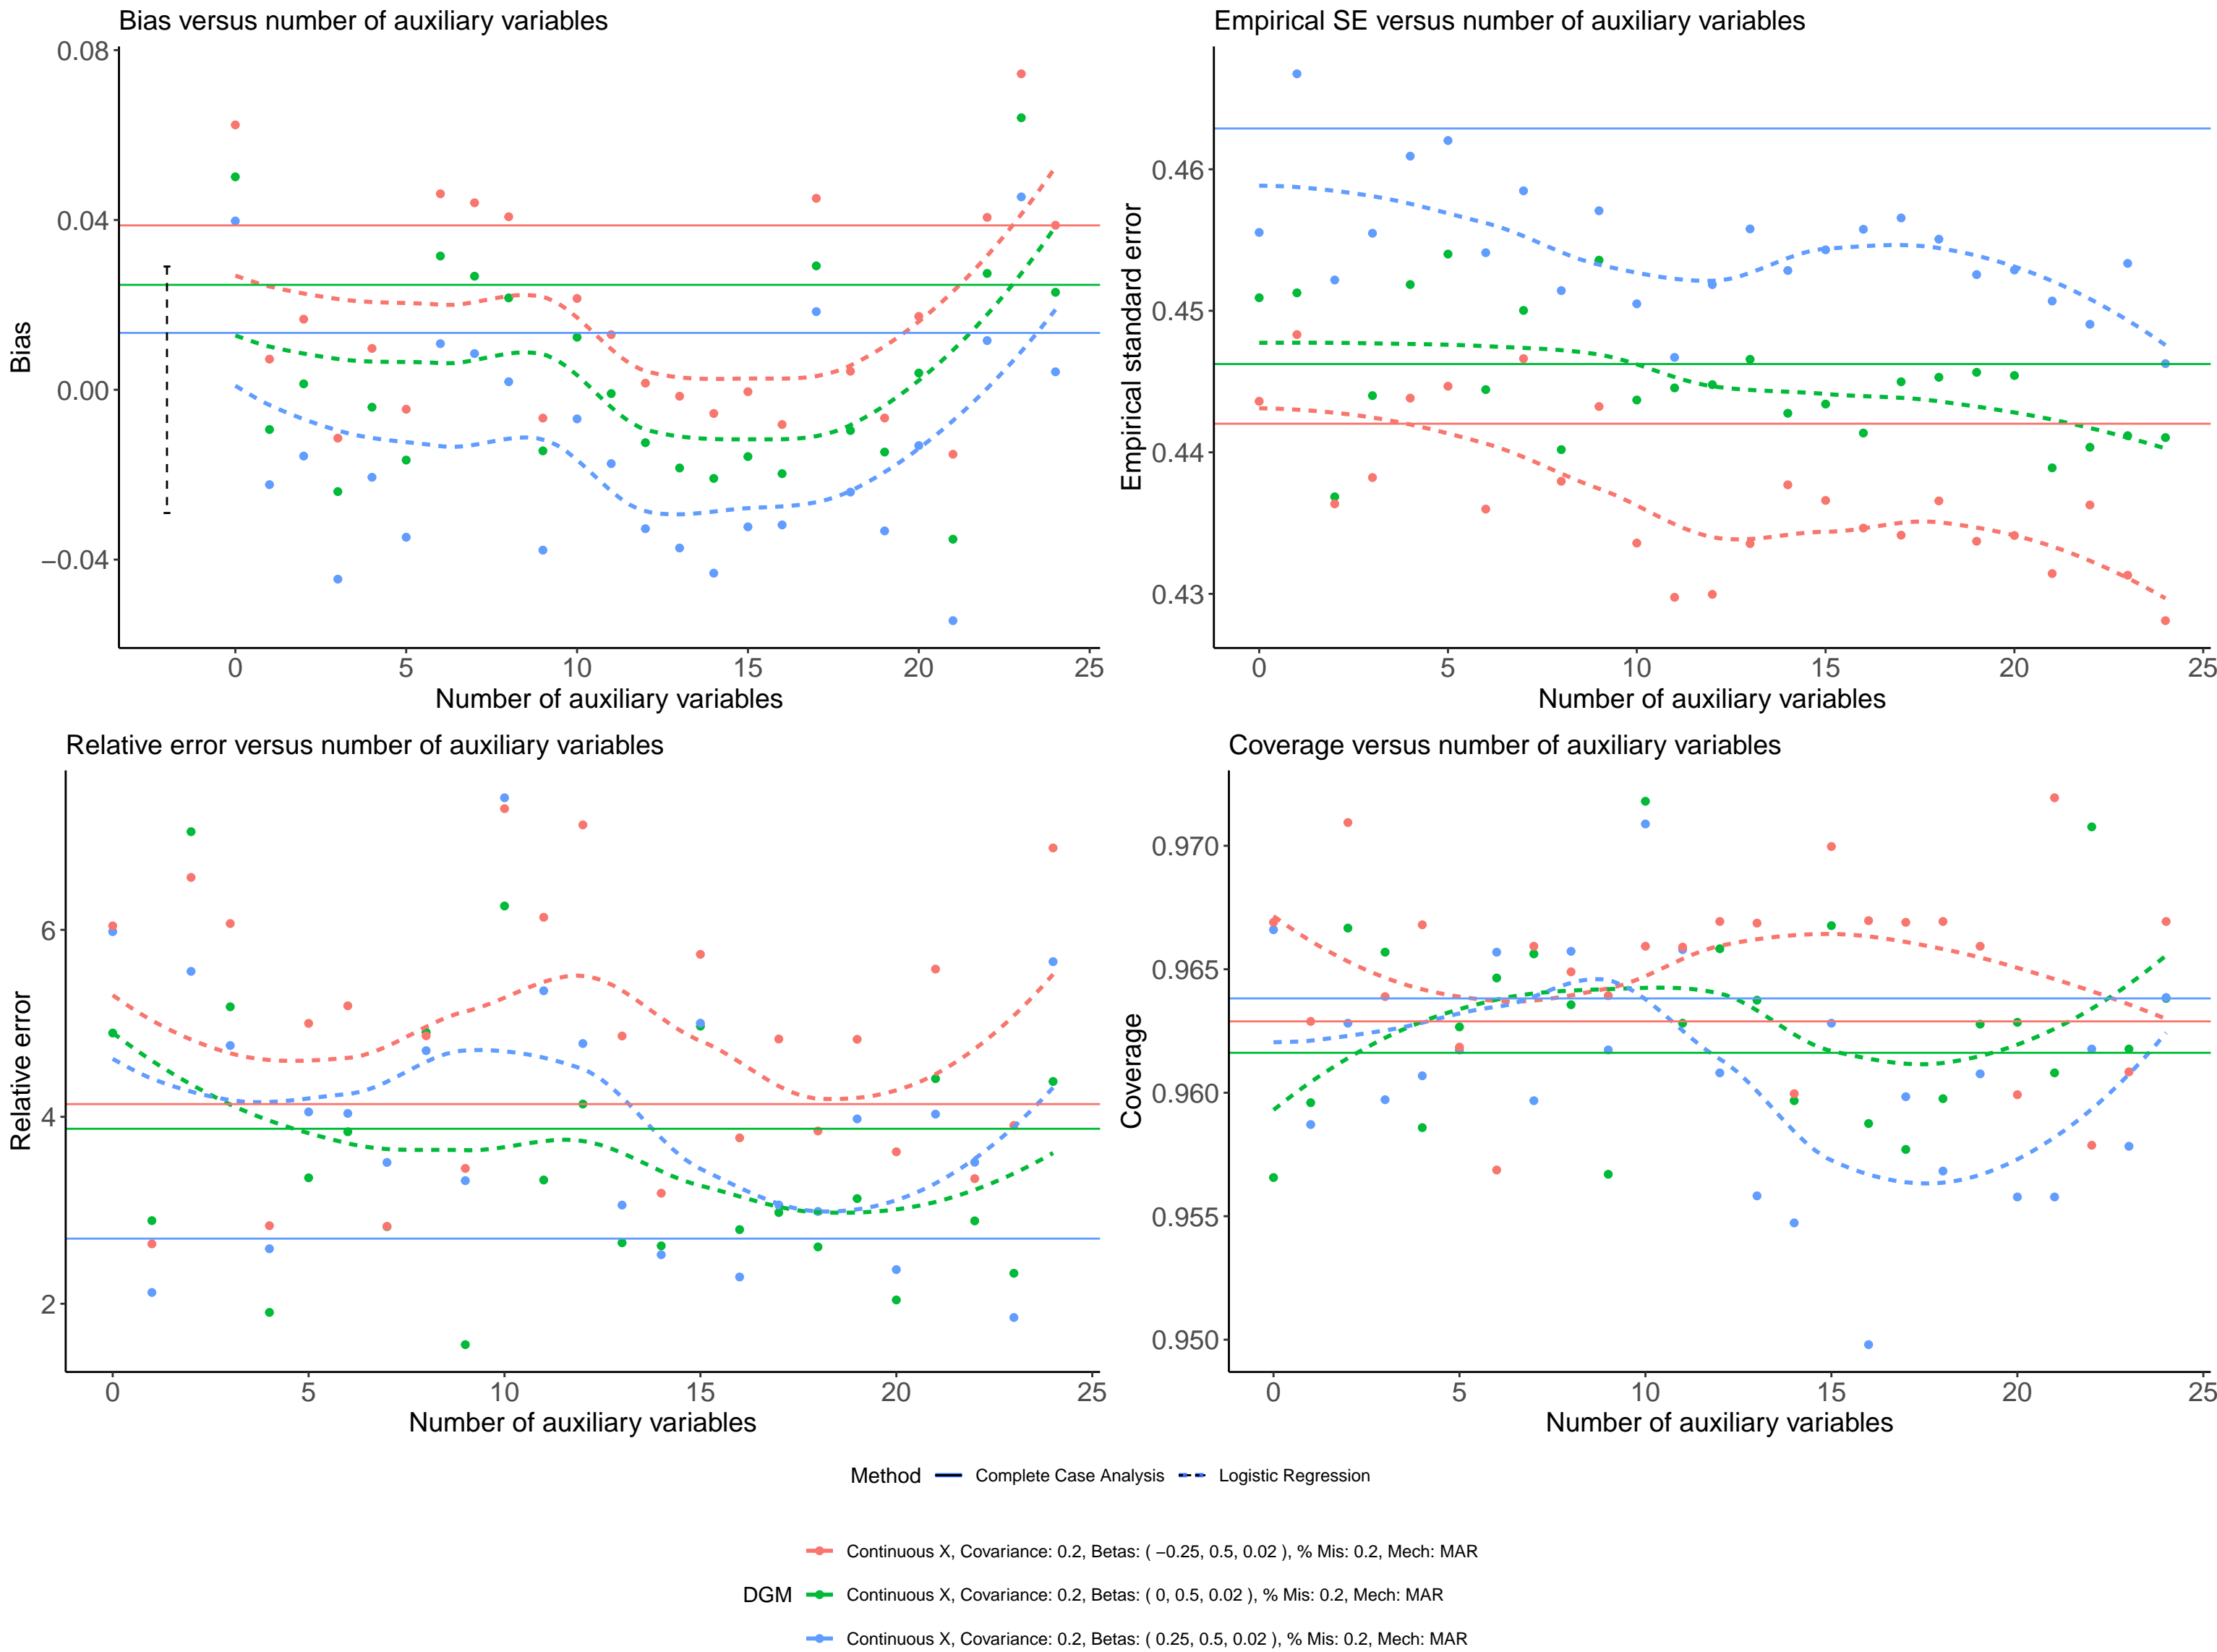 Bias versus number of auxiliary variables
0.08
0.04
0.00
−0.04
Bias
0 5 10 15 20 25
Number of auxiliary variables
Empirical SE versus number of auxiliary variables
0.46
0.45
0.44
0.43
Empirical standard error
0 5 10 15 20 25
Number of auxiliary variables
Relative error versus number of auxiliary variables
6
4
2
Relative error
0 5 10 15 20 25
Number of auxiliary variables
Coverage versus number of auxiliary variables
0.970
0.965
0.960
0.955
0.950
Coverage
0 5 10 15 20 25
Number of auxiliary variables
Method Complete Case Analysis Logistic Regression
Continuous X, Covariance: 0.2, Betas: ( −0.25, 0.5, 0.02 ), % Mis: 0.2, Mech: MAR
DGM Continuous X, Covariance: 0.2, Betas: ( 0, 0.5, 0.02 ), % Mis: 0.2, Mech: MAR
Continuous X, Covariance: 0.2, Betas: ( 0.25, 0.5, 0.02 ), % Mis: 0.2, Mech: MAR